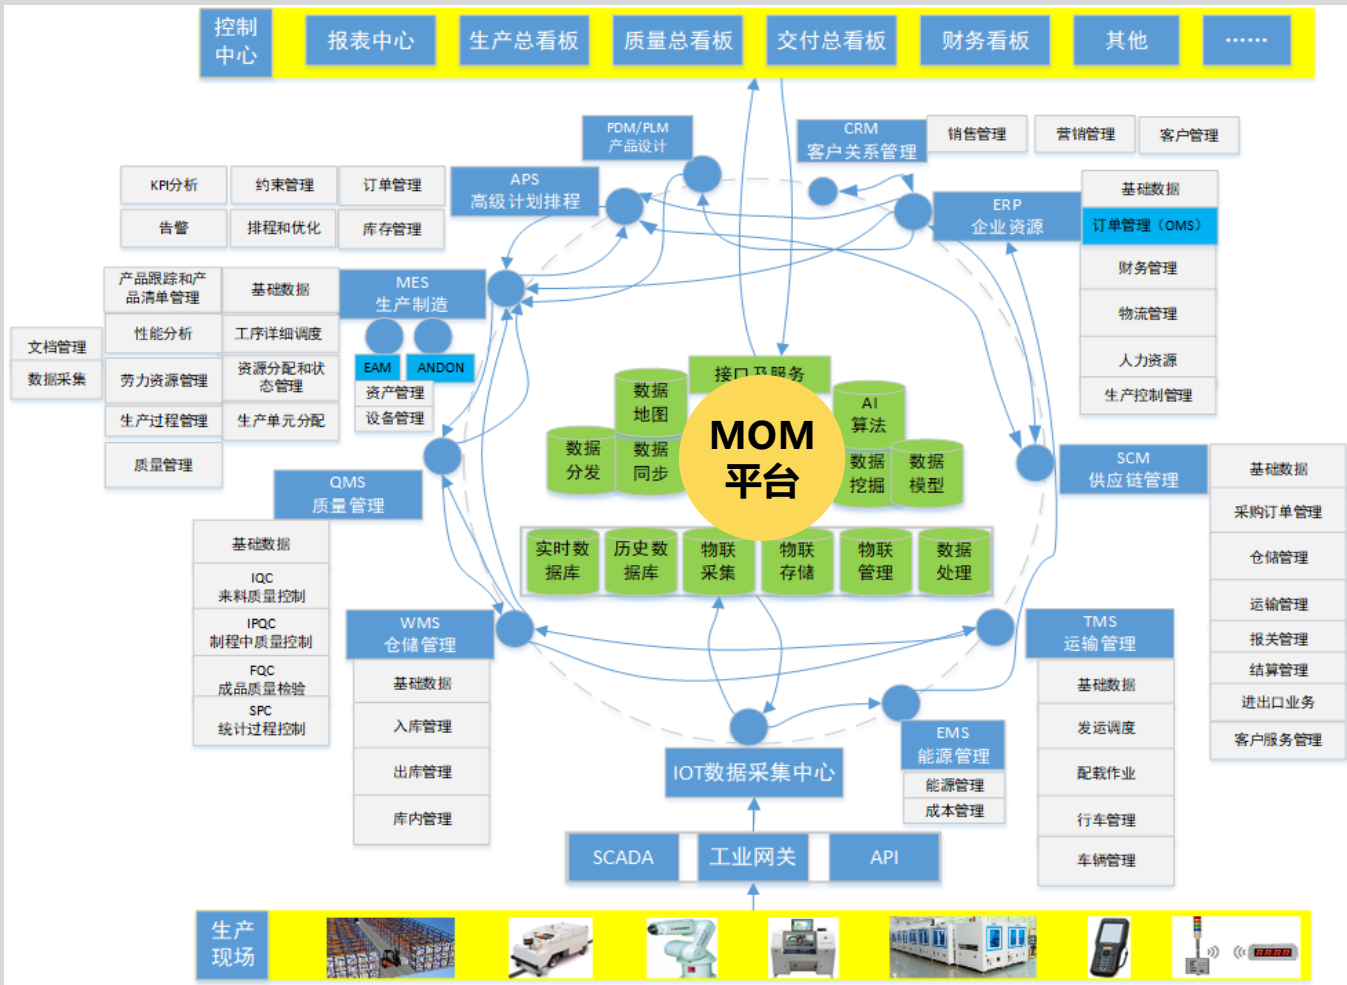 控制
中心
报表中心
生产总看板
质量总看板
交付总看板
财务看板
其他
……
PDM/PLM
产品设计
CRM
客户关系管理
销售管理
营销管理
客户管理
APS
高级计划排程
KPI分析
约束管理
订单管理
告警
排程和优化
库存管理
ERP
企业资源
基础数据
订单管理（OMS）
财务管理
物流管理
人力资源
生产控制管理
MES
生产制造
EAM
ANDON
资产管理
设备管理
产品跟踪和产
品清单管理
基础数据
性能分析
工序详细调度
文档管理
数据采集
劳力资源管理
资源分配和状
态管理
生产过程管理
生产单元分配
质量管理
接口及服务
数据
地图
数据
分发
数据
同步
MOM
平台
AI
算法
数据
挖掘
数据
模型
实时数
据库
历史数
据库
物联
采集
物联
存储
物联
管理
数据
处理
QMS
质量管理
基础数据
IQC
来料质量控制
IPQC
制程中质量控制
FQC
成品质量检验
SPC
统计过程控制
SCM
供应链管理
基础数据
采购订单管理
仓储管理
运输管理
报关管理
结算管理
进出口业务
客户服务管理
WMS
仓储管理
基础数据
入库管理
出库管理
库内管理
TMS
运输管理
基础数据
发运调度
配载作业
行车管理
车辆管理
EMS
能源管理
能源管理
成本管理
IOT数据采集中心
SCADA
工业网关
API
生产
现场